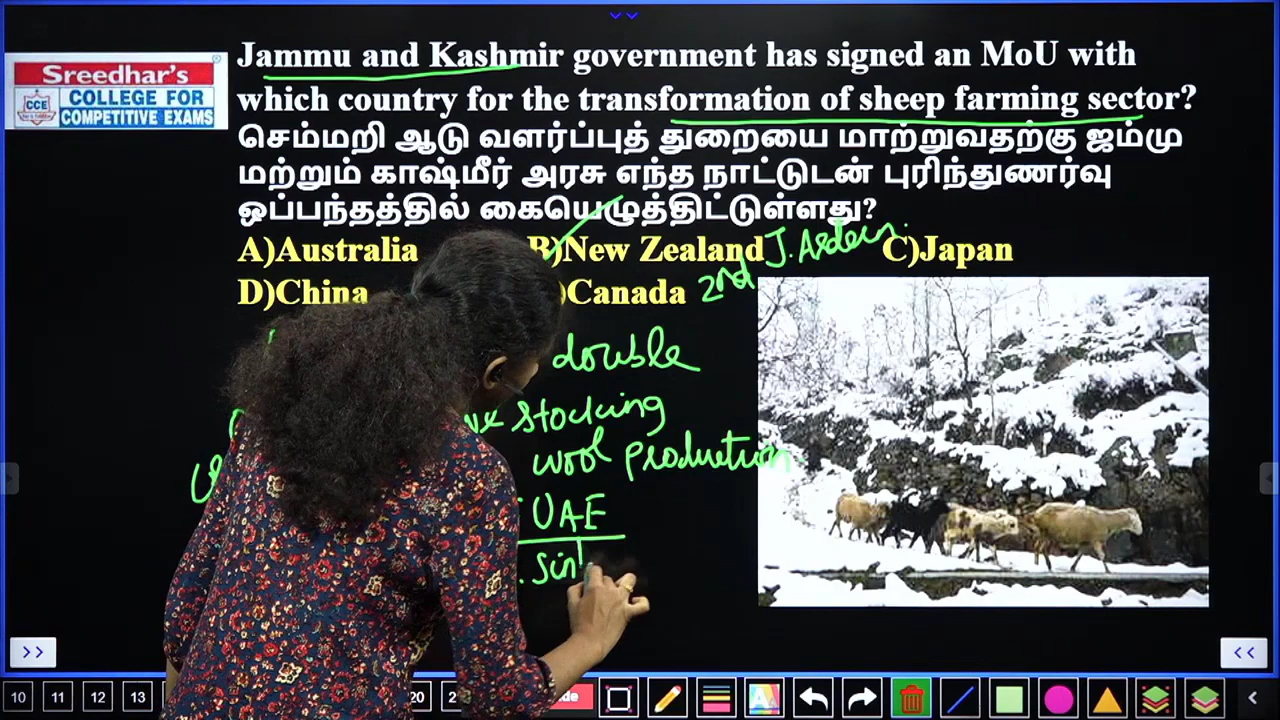 Jammu and Kashmir government has signed an MoU with
Sreedhar's
CCE
COLLEGE FOR
COMPETITIVE EXAMS
which country for the transformation of sheep farming sector?
செம்மறி ஆடு வளர்ப்புத் துறையை மாற்றுவதற்கு ஜம்மு
மற்றும் காஷ்மீர் அரசு எந்த நாட்டுடன் புரிந்துணர்வு
ஒப்பந்தத்தில் கையெழுத்திட்டுள்ளது?
A)Australia B)New Zealand J. Ardern. C)Japan
D)China )Canada 2nd
double
stocking
wool production.
UAE
>> <<
10 11 12 13 20 2